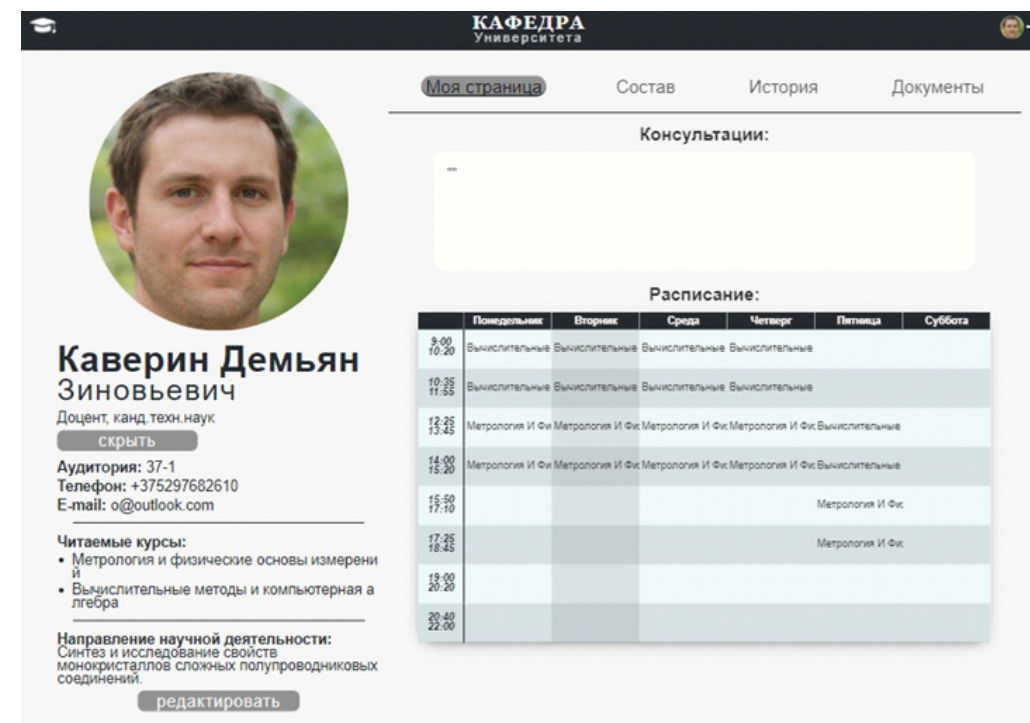 КАФЕДРА
Университета
Моя страница Состав История Документы
Консультации:
--
Расписание:
Понедельник Вторник Среда Четверг Пятница Суббота
9:00
10:20
Вычислительные Вычислительные Вычислительные Вычислительные
10:35
11:55
Вычислительные Вычислительные Вычислительные Вычислительные
12:25
13:45
Метрология И Фи Метрология И Фи Метрология И Фи Метрология И Фи Вычислительные
14:00
15:20
Метрология И Фи Метрология И Фи Метрология И Фи Метрология И Фи Вычислительные
15:50
17:10
Метрология И Фи
17:25
18:45
Метрология И Фи
19:00
20:20
20:40
22:00
Каверин Демьян
Зиновьевич
Доцент, канд.техн.наук
скрыть
Аудитория: 37-1
Телефон: +375297682610
E-mail: o@outlook.com
Читаемые курсы:
• Метрология и физические основы измерени
й
• Вычислительные методы и компьютерная а
лгебра
Направление научной деятельности:
Синтез и исследование свойств
монокристаллов сложных полупроводниковых
соединений.
редактировать